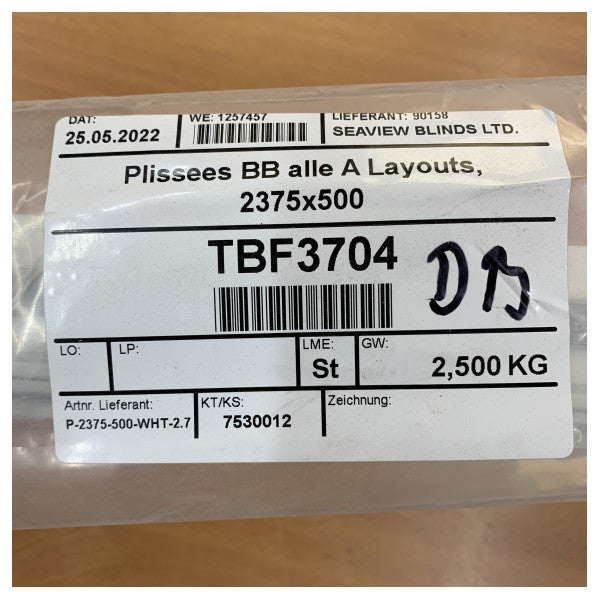 DAT: WE: 1257457 LIEFERANT: 90158
25.05.2022 SEAVIEW BLINDS LTD.
Plissees BB alle A Layouts,
2375x500
TBF3704
LO: LP: LME: GW:
St 2,500 KG
Artnr. Lieferant: KT/KS: Zeichnung:
P-2375-500-WHT-2.7 7530012